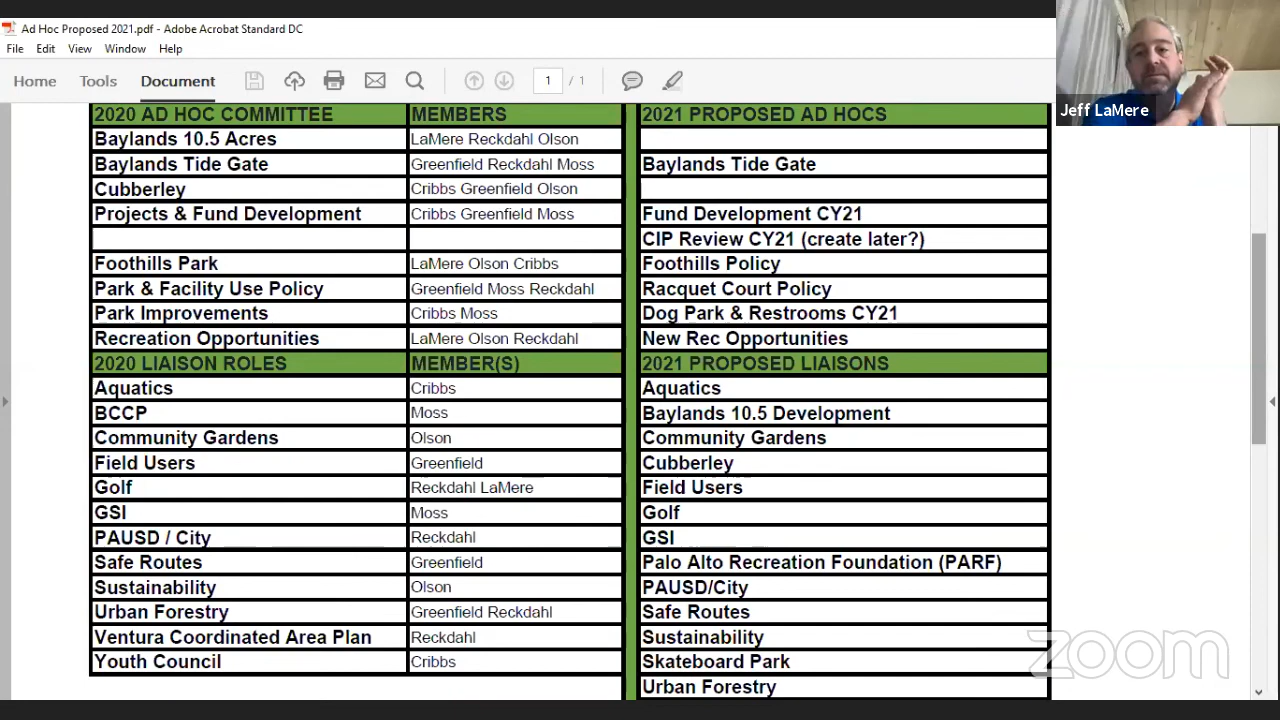 Ad Hoc Proposed 2021.pdf - Adobe Acrobat Standard DC
File Edit View Window Help
Home Tools Document 1 / 1
Jeff LaMere
2020 AD HOC COMMITTEE MEMBERS 2021 PROPOSED AD HOCS
Baylands 10.5 Acres LaMere Reckdahl Olson
Baylands Tide Gate Greenfield Reckdahl Moss Baylands Tide Gate
Cubberley Cribbs Greenfield Olson
Projects & Fund Development Cribbs Greenfield Moss Fund Development CY21
CIP Review CY21 (create later?)
Foothills Park LaMere Olson Cribbs Foothills Policy
Park & Facility Use Policy Greenfield Moss Reckdahl Racquet Court Policy
Park Improvements Cribbs Moss Dog Park & Restrooms CY21
Recreation Opportunities LaMere Olson Reckdahl New Rec Opportunities
2020 LIAISON ROLES MEMBER(S) 2021 PROPOSED LIAISONS
Aquatics Cribbs Aquatics
BCCP Moss Baylands 10.5 Development
Community Gardens Olson Community Gardens
Field Users Greenfield Cubberley
Golf Reckdahl LaMere Field Users
GSI Moss Golf
PAUSD / City Reckdahl GSI
Safe Routes Greenfield Palo Alto Recreation Foundation (PARF)
Sustainability Olson PAUSD/City
Urban Forestry Greenfield Reckdahl Safe Routes
Ventura Coordinated Area Plan Reckdahl Sustainability
Youth Council Cribbs Skateboard Park
Urban Forestry
zoom